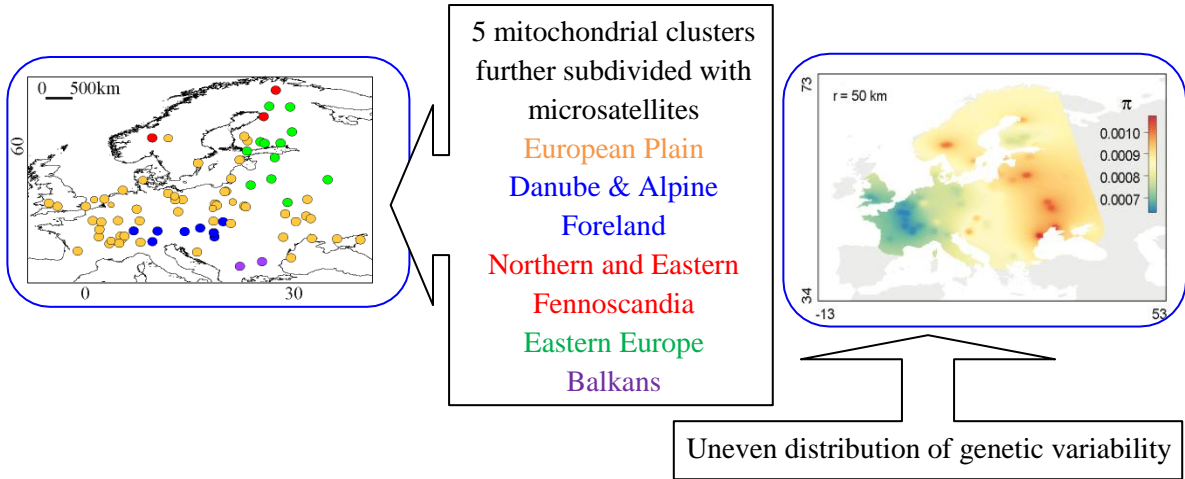 0 500km
60
0 30
5 mitochondrial clusters
further subdivided with
microsatellites
European Plain
Danube & Alpine
Foreland
Northern and Eastern
Fennoscandia
Eastern Europe
Balkans
73
r = 50 km
π
0.0010
0.0009
0.0008
0.0007
34
-13 53
Uneven distribution of genetic variability